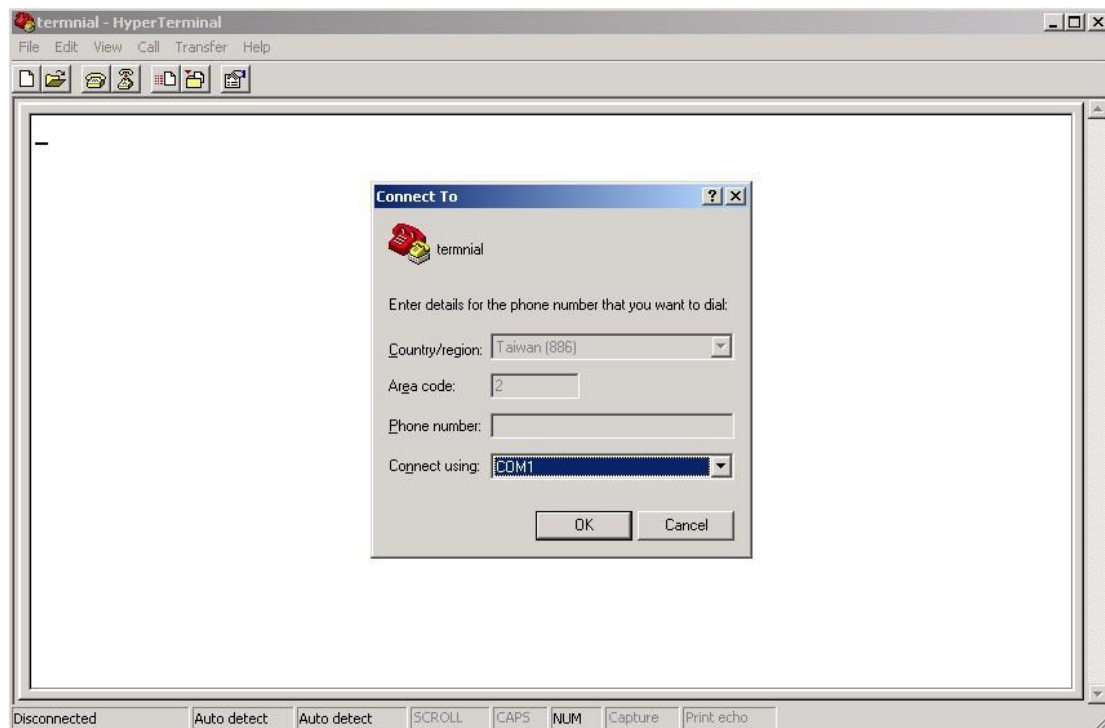 termnial - HyperTerminal
File Edit View Call Transfer Help
Connect To
termnial
Enter details for the phone number that you want to dial:
Country/region: Taiwan (886)
Area code: 2
Phone number:
Connect using: COM1
OK Cancel
Disconnected Auto detect Auto detect SCROLL CAPS NUM Capture Print echo